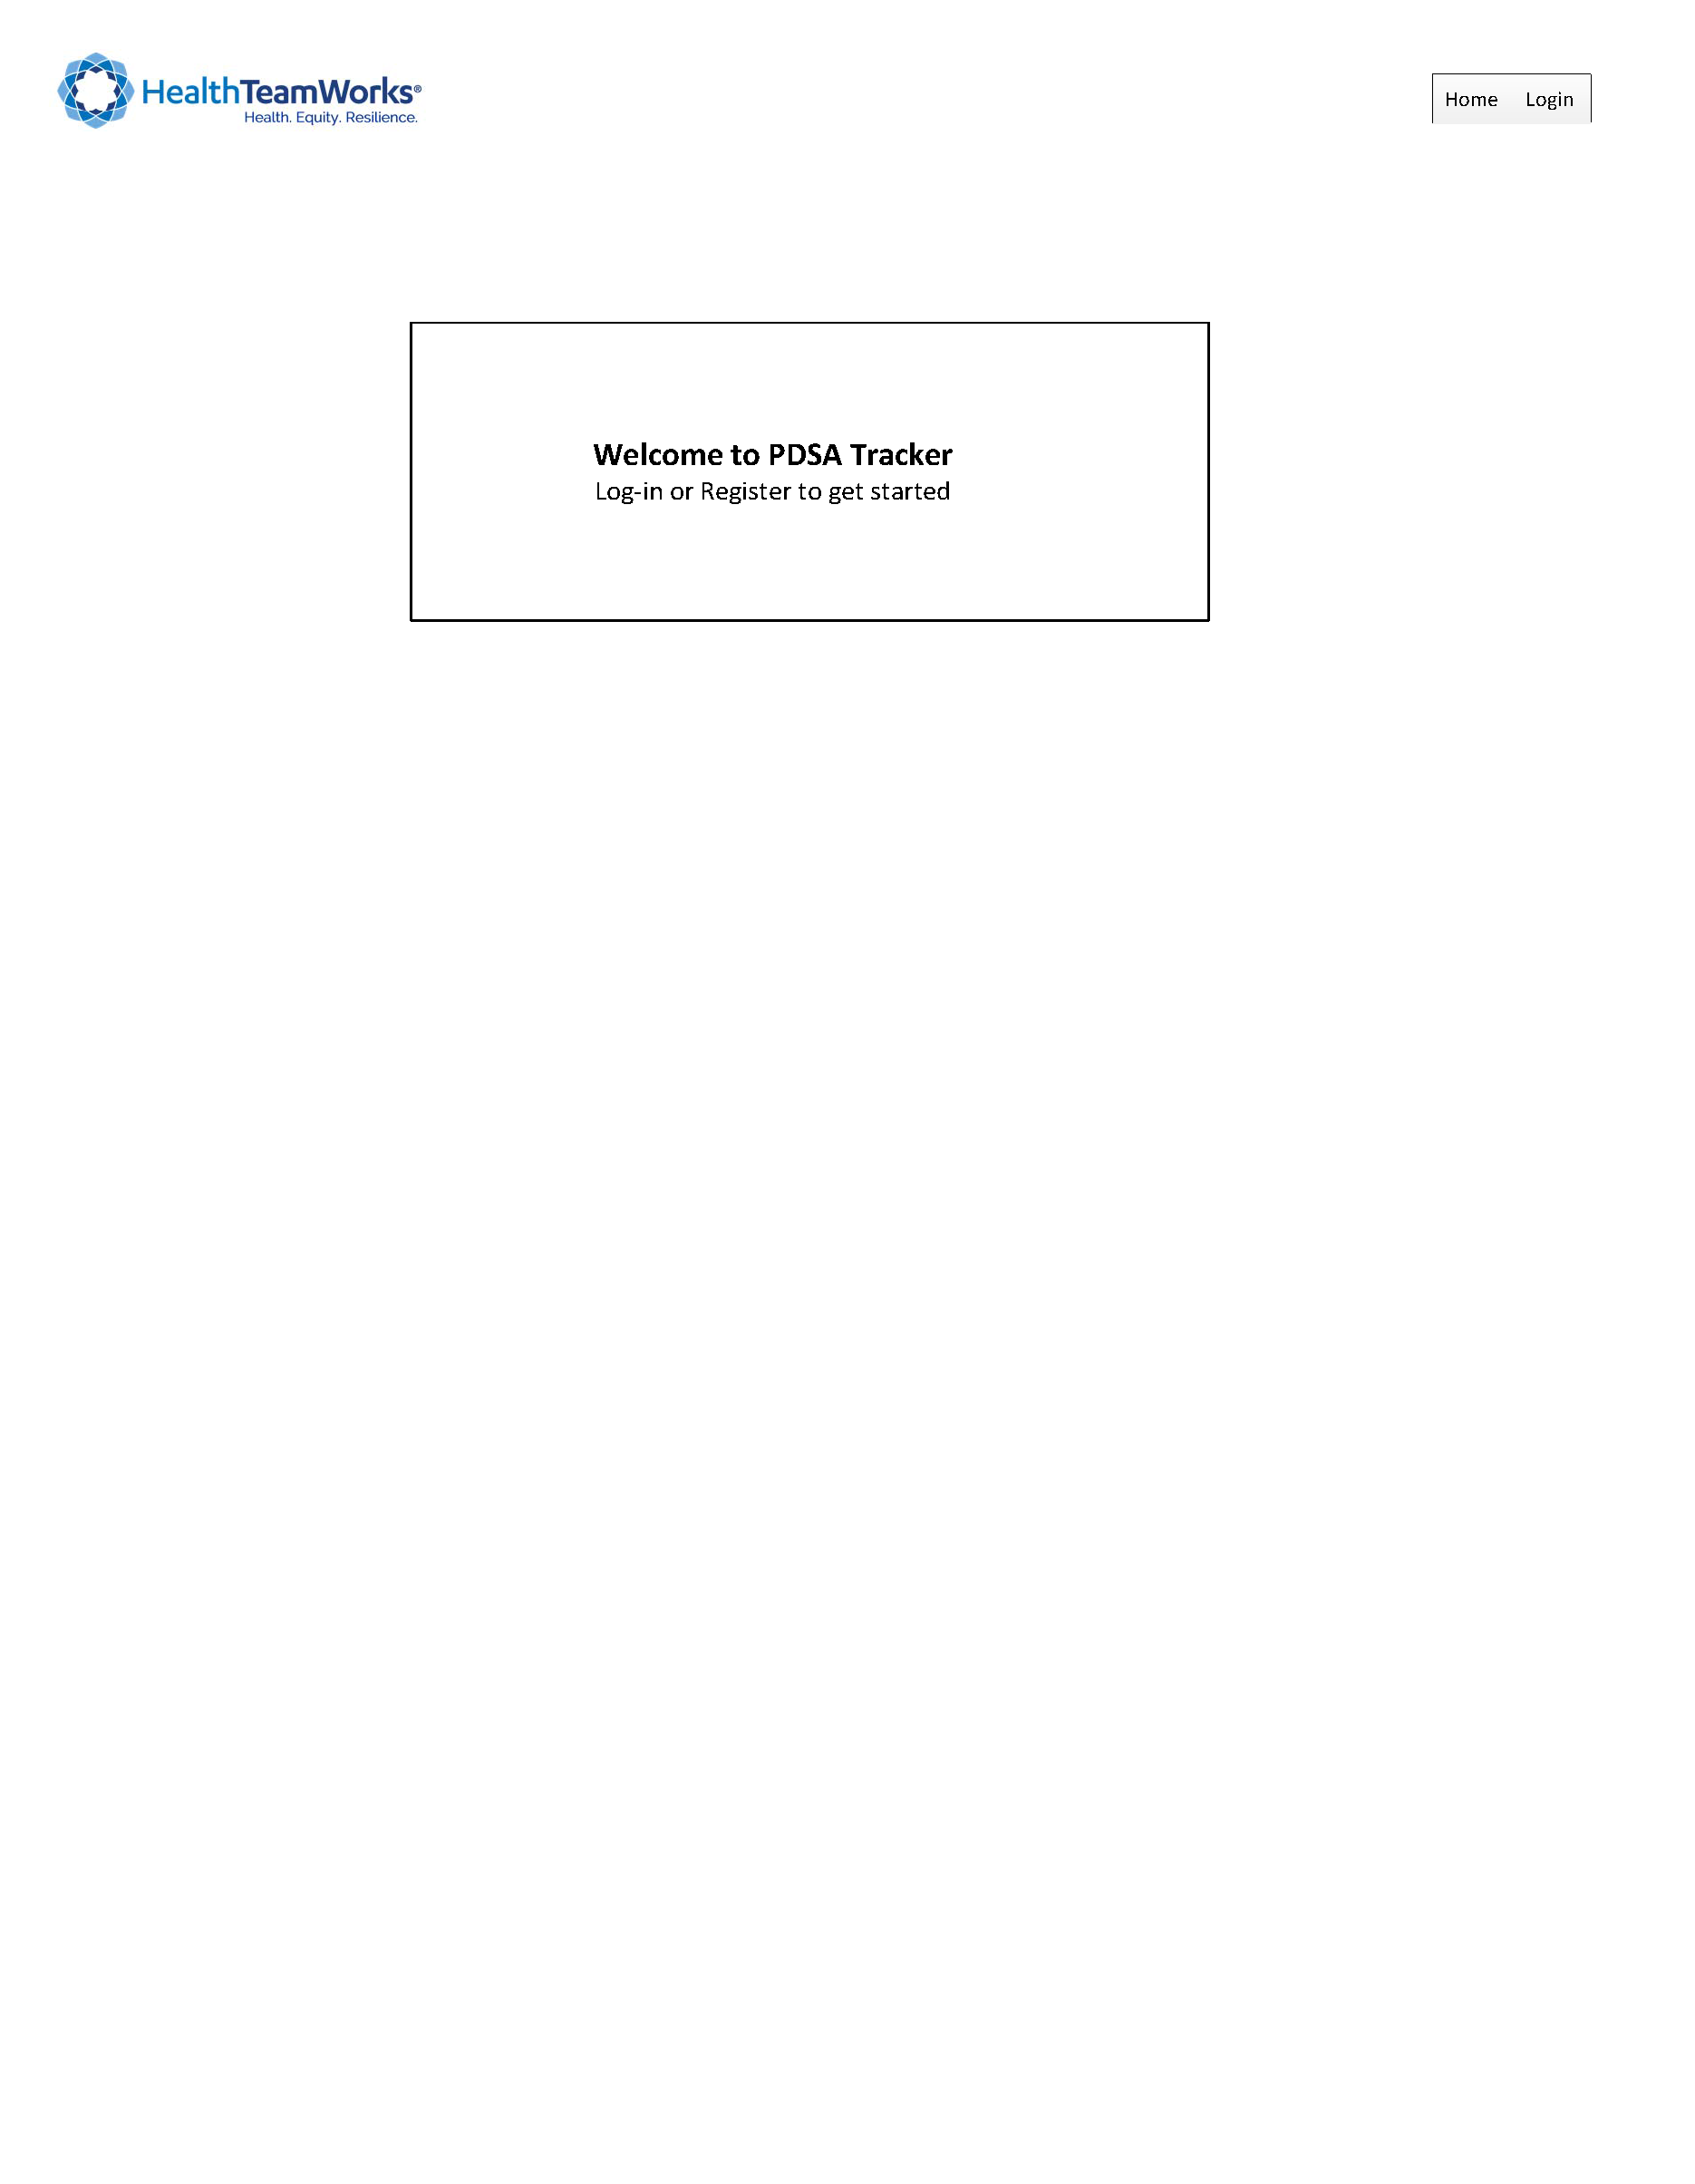 HealthTeamWorks®
Health. Equity. Resilience.
Home Login
Welcome to PDSA Tracker
Log-in or Register to get started